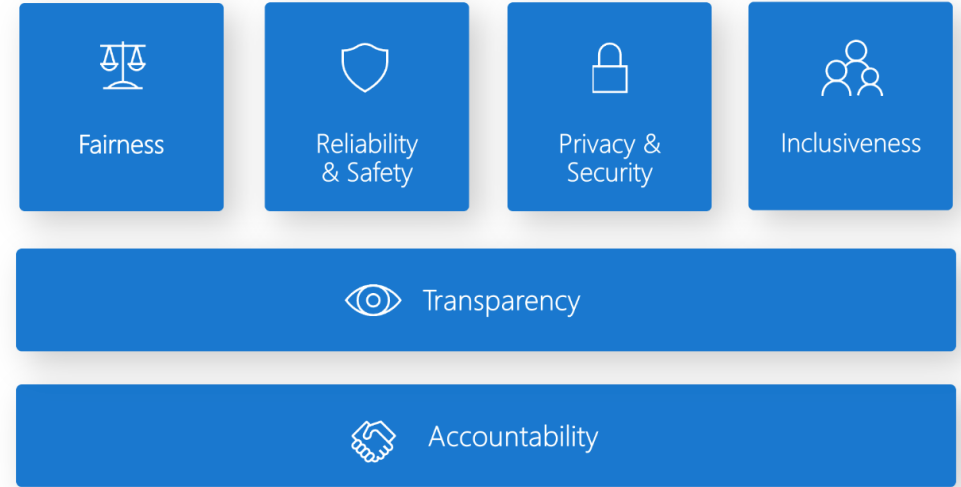 Fairness
Reliability
& Safety
Privacy &
Security
Inclusiveness
Transparency
Accountability